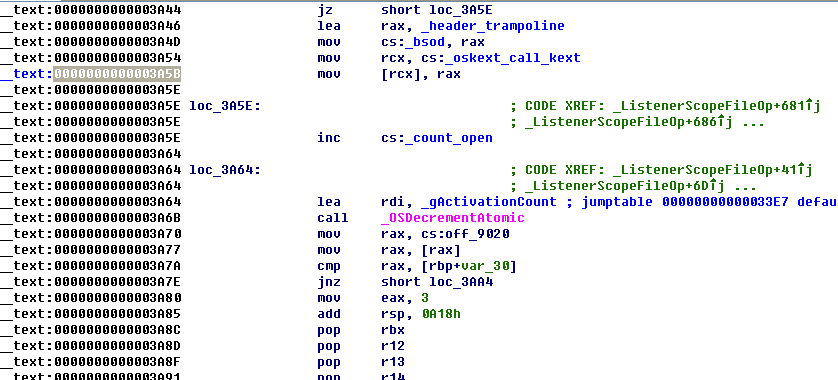 __text:0000000000003A44 jz short loc_3A5E
__text:0000000000003A46 lea rax, _header_trampoline
__text:0000000000003A4D mov cs:_bsod, rax
__text:0000000000003A54 mov rcx, cs:_oskext_call_kext
__text:0000000000003A5B mov [rcx], rax
__text:0000000000003A5E
__text:0000000000003A5E loc_3A5E: ; CODE XREF: _ListenerScopeFileOp+681↑j
__text:0000000000003A5E ; _ListenerScopeFileOp+686↑j ...
__text:0000000000003A5E inc cs:_count_open
__text:0000000000003A64
__text:0000000000003A64 loc_3A64: ; CODE XREF: _ListenerScopeFileOp+41↑j
__text:0000000000003A64 ; _ListenerScopeFileOp+6D↑j ...
__text:0000000000003A64 lea rdi, _gActivationCount ; jumptable 00000000000033E7 defau
__text:0000000000003A6B call _OSDecrementAtomic
__text:0000000000003A70 mov rax, cs:off_9020
__text:0000000000003A77 mov rax, [rax]
__text:0000000000003A7A cmp rax, [rbp+var_30]
__text:0000000000003A7E jnz short loc_3AA4
__text:0000000000003A80 mov eax, 3
__text:0000000000003A85 add rsp, 0A18h
__text:0000000000003A8C pop rbx
__text:0000000000003A8D pop r12
__text:0000000000003A8F pop r13
__text:0000000000003A91 pop r14